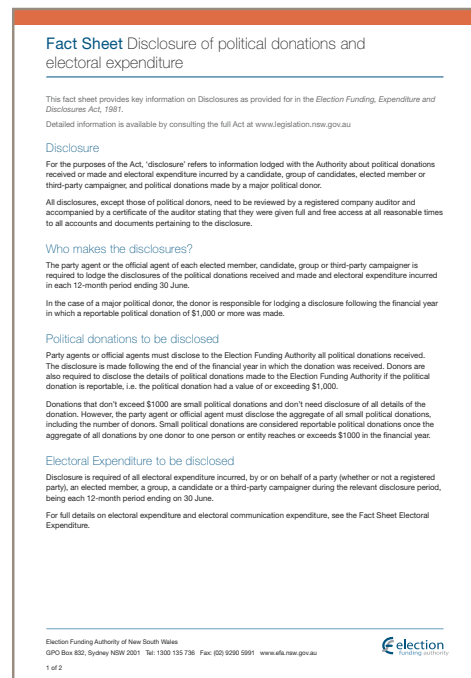 Fact Sheet Disclosure of political donations and
electoral expenditure
This fact sheet provides key information on Disclosures as provided for in the Election Funding, Expenditure and
Disclosures Act, 1981.
Detailed information is available by consulting the full Act at www.legislation.nsw.gov.au
Disclosure
For the purposes of the Act, 'disclosure' refers to information lodged with the Authority about political donations
received or made and electoral expenditure incurred by a candidate, group of candidates, elected member or
third-party campaigner, and political donations made by a major political donor.
All disclosures, except those of political donors, need to be reviewed by a registered company auditor and
accompanied by a certificate of the auditor stating that they were given full and free access at all reasonable times
to all accounts and documents pertaining to the disclosure.
Who makes the disclosures?
The party agent or the official agent of each elected member, candidate, group or third-party campaigner is
required to lodge the disclosures of the political donations received and made and electoral expenditure incurred
in each 12-month period ending 30 June.
In the case of a major political donor, the donor is responsible for lodging a disclosure following the financial year
in which a reportable political donation of $1,000 or more was made.
Political donations to be disclosed
Party agents or official agents must disclose to the Election Funding Authority all political donations received.
The disclosure is made following the end of the financial year in which the donation was received. Donors are
also required to disclose the details of political donations made to the Election Funding Authority if the political
donation is reportable, i.e. the political donation had a value of or exceeding $1,000.
Donations that don't exceed $1000 are small political donations and don't need disclosure of all details of the
donation. However, the party agent or official agent must disclose the aggregate of all small political donations,
including the number of donors. Small political donations are considered reportable political donations once the
aggregate of all donations by one donor to one person or entity reaches or exceeds $1000 in the financial year.
Electoral Expenditure to be disclosed
Disclosure is required of all electoral expenditure incurred, by or on behalf of a party (whether or not a registered
party), an elected member, a group, a candidate or a third-party campaigner during the relevant disclosure period,
being each 12-month period ending on 30 June.
For full details on electoral expenditure and electoral communication expenditure, see the Fact Sheet Electoral
Expenditure.
Election Funding Authority of New South Wales
GPO Box 832, Sydney NSW 2001 Tel: 1300 135 736 Fax: (02) 9290 5991 www.efa.nsw.gov.au
1 of 2
election
funding authority